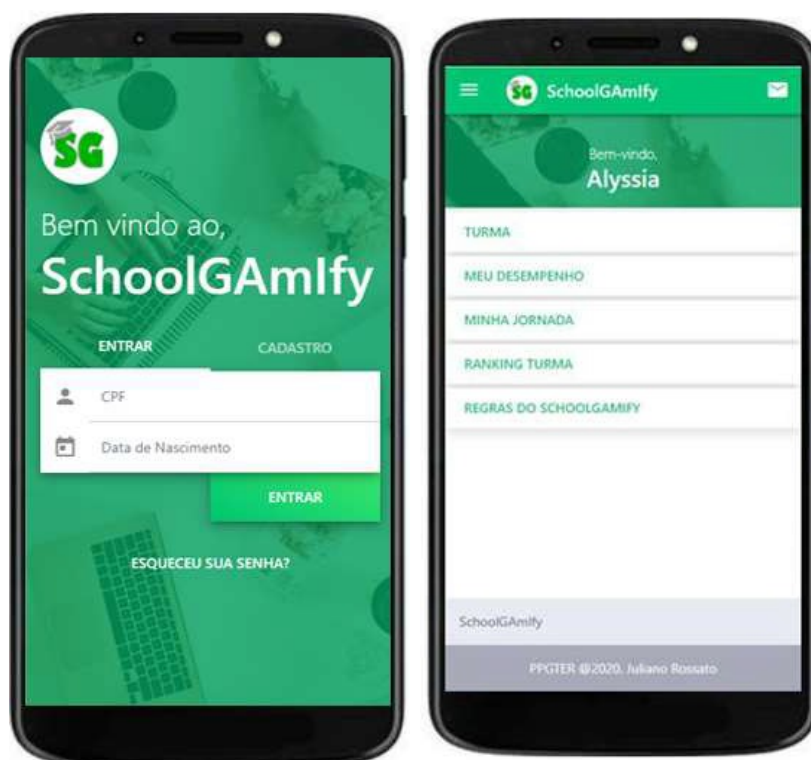 SG
Bem vindo ao,
SchoolGAmIfy
ENTRAR
CADASTRO
CPF
Data de Nascimento
ENTRAR
ESQUECEU SUA SENHA?
SG
SchoolGAmIfy
Bem-vindo,
Alyssia
TURMA
MEU DESEMPENHO
MINHA JORNADA
RANKING TURMA
REGRAS DO SCHOOLGAMIFY
SchoolGAmIfy
PPGTER @2020. Juliano Rossato